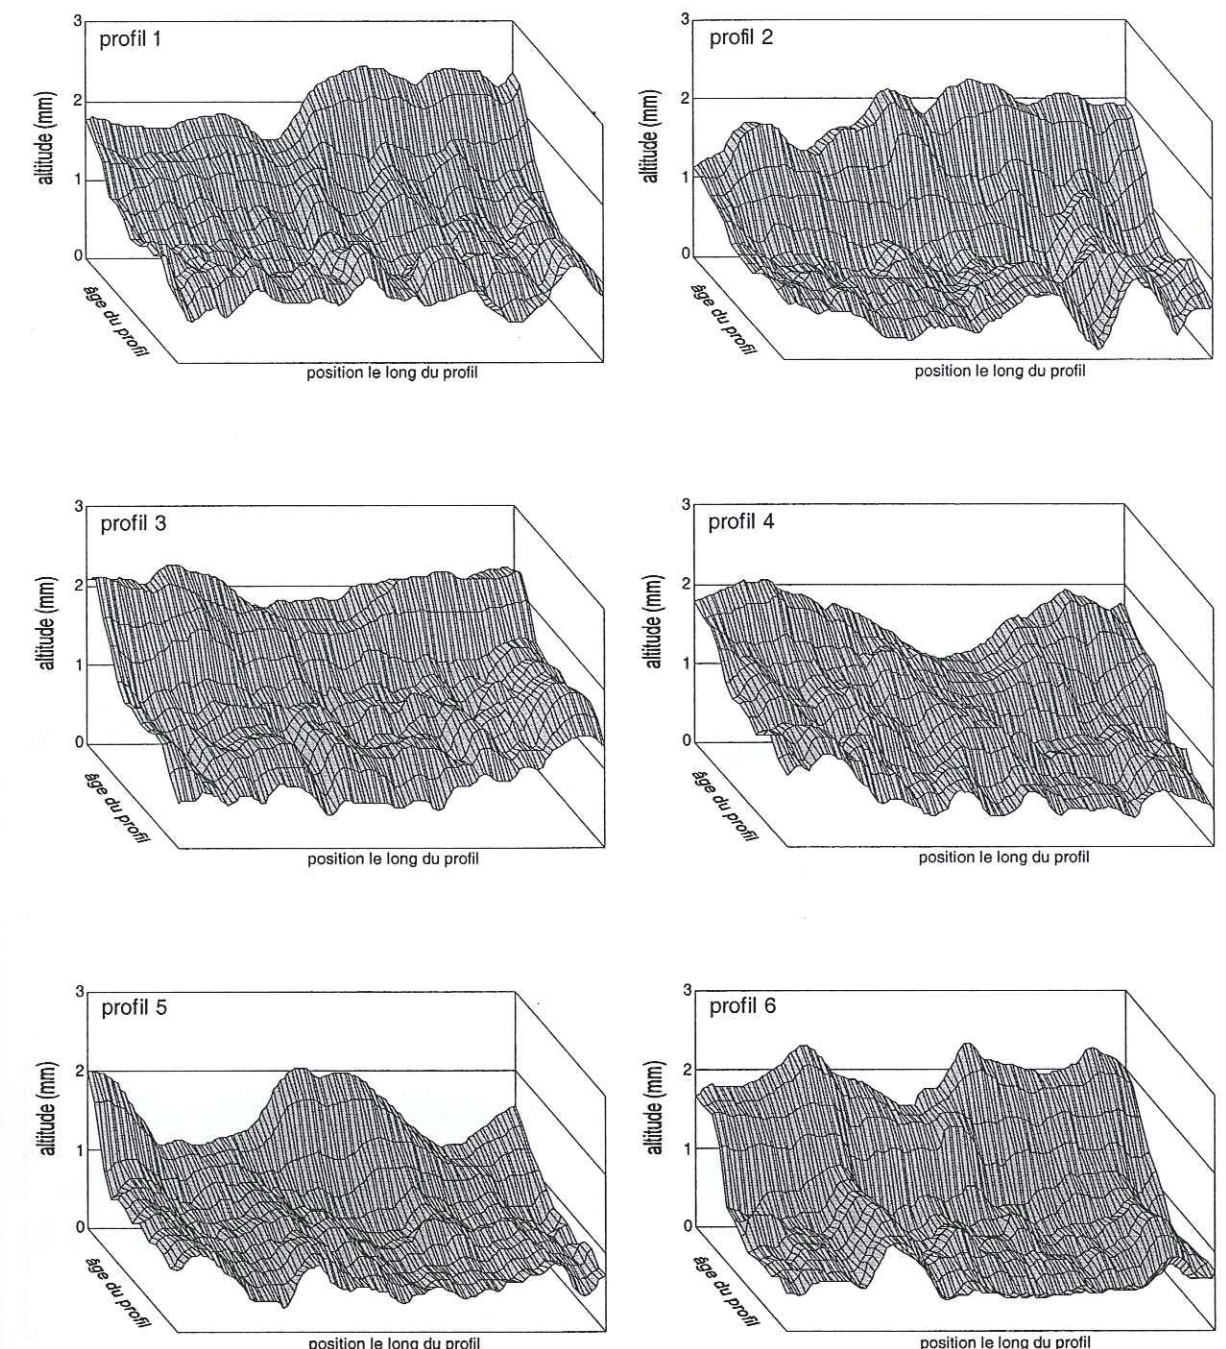 profil 1
3
2
1
0
altitude (mm)
âge du profil
position le long du profil
profil 2
3
2
1
0
altitude (mm)
âge du profil
position le long du profil
profil 3
3
2
1
0
altitude (mm)
âge du profil
position le long du profil
profil 4
3
2
1
0
altitude (mm)
âge du profil
position le long du profil
profil 5
3
2
1
0
altitude (mm)
âge du profil
position le long du profil
profil 6
3
2
1
0
altitude (mm)
âge du profil
position le long du profil